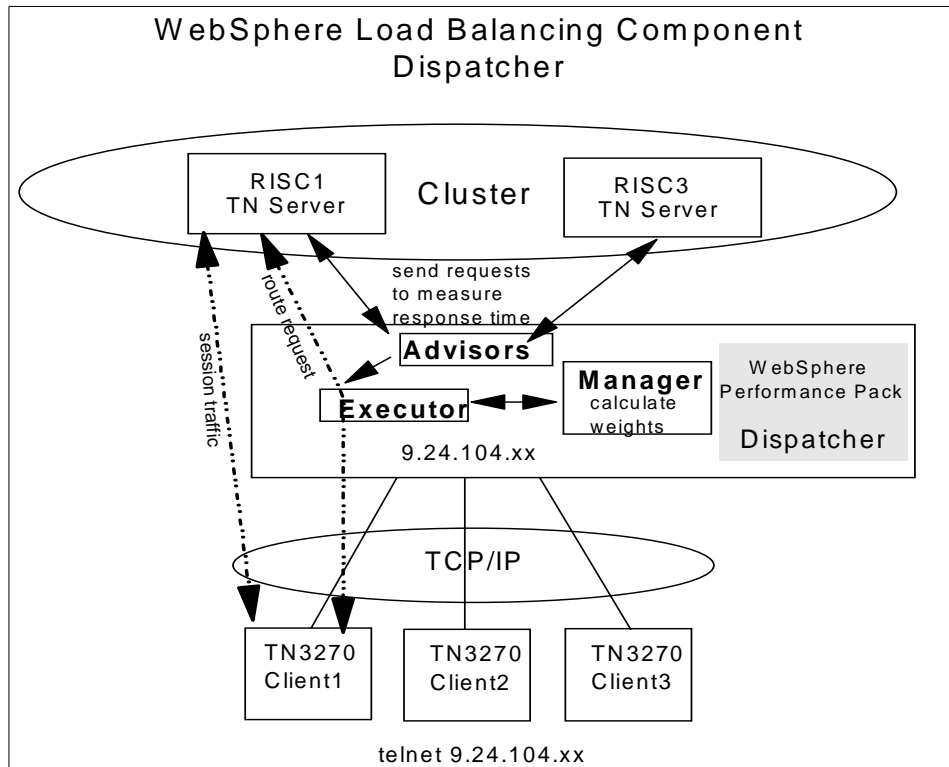 WebSphere Load Balancing Component
Dispatcher
RISC1
TN Server
Cluster
RISC3
TN Server
send requests
to measure
response time
route request
session traffic
Advisors
Executor
Manager
calculate
weights
WebSphere
Performance Pack
Dispatcher
9.24.104.xx
TCP/IP
TN3270
Client1
TN3270
Client2
TN3270
Client3
telnet 9.24.104.xx